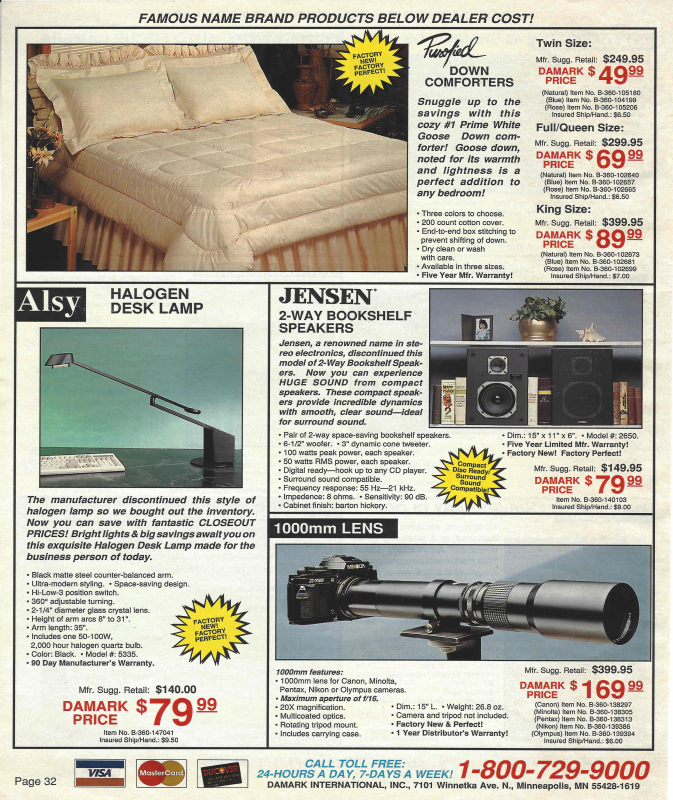 FAMOUS NAME BRAND PRODUCTS BELOW DEALER COST!
FACTORY
NEW!
FACTORY
PERFECT!
Purofied
DOWN
COMFORTERS
Snuggle up to the
savings with this
cozy #1 Prime White
Goose Down com-
forter! Goose down,
noted for its warmth
and lightness is a
perfect addition to
any bedroom!
• Three colors to choose.
• 200 count cotton cover.
• End-to-end box stitching to
prevent shifting of down.
• Dry clean or wash
with care.
• Available in three sizes.
• Five Year Mfr. Warranty!
Twin Size:
Mfr. Sugg. Retail: $249.95
DAMARK PRICE $49 99
(Natural) Item No. B-360-105180
(Blue) Item No. B-360-104199
(Rose) Item No. B-360-105206
Insured Ship/Hand.: $6.50
Full/Queen Size:
Mfr. Sugg. Retail: $299.95
DAMARK PRICE $69 99
(Natural) Item No. B-360-102640
(Blue) Item No. B-360-102657
(Rose) Item No. B-360-102665
Insured Ship/Hand.: $6.50
King Size:
Mfr. Sugg. Retail: $399.95
DAMARK PRICE $89 99
(Natural) Item No. B-360-102673
(Blue) Item No. B-360-102681
(Rose) Item No. B-360-102699
Insured Ship/Hand.: $7.00
Alsy
HALOGEN
DESK LAMP
The manufacturer discontinued this style of
halogen lamp so we bought out the inventory.
Now you can save with fantastic CLOSEOUT
PRICES! Bright lights & big savings await you on
this exquisite Halogen Desk Lamp made for the
business person of today.
• Black matte steel counter-balanced arm.
• Ultra-modern styling. • Space-saving design.
• Hi-Low-3 position switch.
• 360° adjustable turning.
• 2-1/4" diameter glass crystal lens.
• Height of arm arcs 8" to 31".
• Arm length: 35".
• Includes one 50-100W,
2,000 hour halogen quartz bulb.
• Color: Black. • Model #: 5335.
• 90 Day Manufacturer's Warranty.
FACTORY
NEW!
FACTORY
PERFECT!
Mfr. Sugg. Retail: $140.00
DAMARK PRICE $79 99
Item No. B-360-147041
Insured Ship/Hand.: $9.50
JENSEN
2-WAY BOOKSHELF
SPEAKERS
Jensen, a renowned name in ste-
reo electronics, discontinued this
model of 2-Way Bookshelf Speak-
ers. Now you can experience
HUGE SOUND from compact
speakers. These compact speak-
ers provide incredible dynamics
with smooth, clear sound—ideal
for surround sound.
• Pair of 2-way space-saving bookshelf speakers.
• 6-1/2" woofer. • 3" dynamic cone tweeter.
• 100 watts peak power, each speaker.
• 50 watts RMS power, each speaker.
• Digital ready—hook up to any CD player.
• Surround sound compatible.
• Frequency response: 55 Hz—21 kHz.
• Impedence: 8 ohms. • Sensitivity: 90 dB.
• Cabinet finish: barton hickory.
Compact
Disc Ready/
Surround
Sound
Compatible!
• Dim.: 15" x 11" x 6". • Model #: 2650.
• Five Year Limited Mfr. Warranty!
• Factory New! Factory Perfect!
Mfr. Sugg. Retail: $149.95
DAMARK PRICE $79 99
Item No. B-360-140103
Insured Ship/Hand.: $9.00
1000mm LENS
MINOLTA
X-700
1000mm features:
• 1000mm lens for Canon, Minolta,
Pentax, Nikon or Olympus cameras.
• Maximum aperture of f/16.
• 20X magnification.
• Multicoated optics.
• Rotating tripod mount.
• Includes carrying case.
• Dim.: 15" L. • Weight: 26.8 oz.
• Camera and tripod not included.
• Factory New & Perfect!
• 1 Year Distributor's Warranty!
Mfr. Sugg. Retail: $399.95
DAMARK PRICE $169 99
(Canon) Item No. B-360-138297
(Minolta) Item No. B-360-138305
(Pentax) Item No. B-360-138313
(Nikon) Item No. B-360-139386
(Olympus) Item No. B-360-139394
Insured Ship/Hand.: $6.00
Page 32
VISA
MasterCard
DISCOVER
CALL TOLL FREE:
24-HOURS A DAY, 7-DAYS A WEEK! 1-800-729-9000
DAMARK INTERNATIONAL, INC., 7101 Winnetka Ave. N., Minneapolis, MN 55428-1619